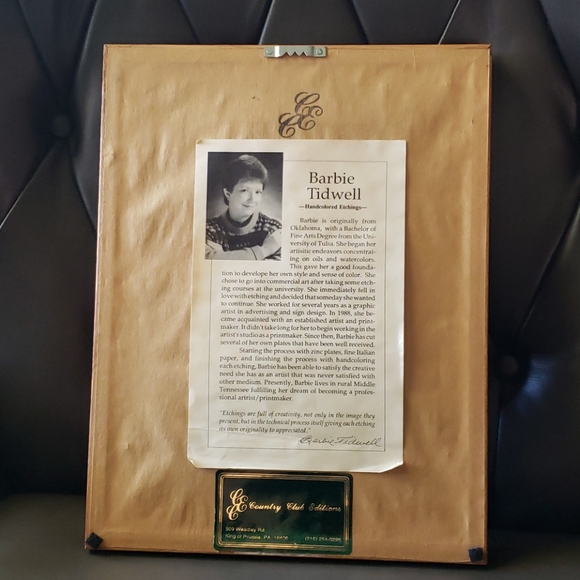 CCE
Barbie
Tidwell
—Handcolored Etchings—
Barbie is originally from
Oklahoma, with a Bachelor of
Fine Arts Degree from the Uni-
versity of Tulsa. She began her
artisitic endeavors concentrat-
ing on oils and watercolors.
This gave her a good founda-
tion to develope her own style and sense of color. She
chose to go into commercial art after taking some etch-
ing courses at the university. She immediately fell in
love with etching and decided that someday she wanted
to continue. She worked for several years as a graphic
artist in advertising and sign design. In 1988, she be-
came acquainted with an established artist and print-
maker. It didn't take long for her to begin working in the
artist's studio as a printmaker. Since then, Barbie has cut
several of her own plates that have been well received.
Starting the process with zinc plates, fine Italian
paper, and finishing the process with handcoloring
each etching, Barbie has been able to satisfy the creative
need she has as an artist that was never satisfied with
other medium. Presently, Barbie lives in rural Middle
Tennessee fulfilling her dream of becoming a profes-
sional artrist/printmaker.
"Etchings are full of creativity, not only in the image they
present, but in the technical process itself giving each etching
its own originality to appreciated."
Barbie Tidwell
CCE Country Club Editions
King of Prussia, PA